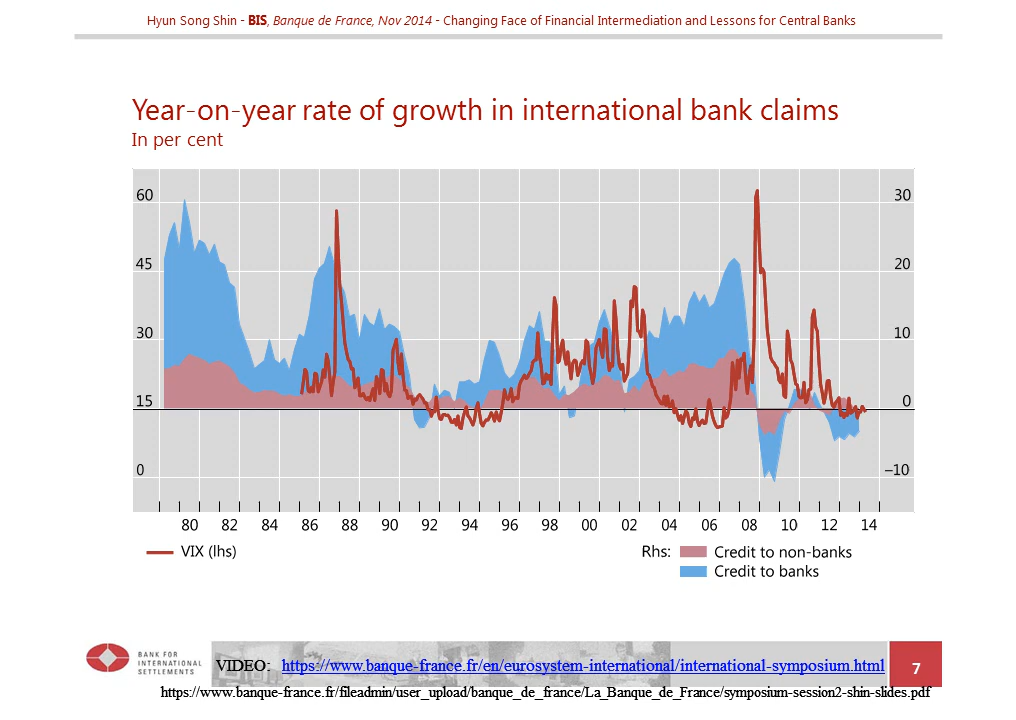 Hyun Song Shin - BIS, Banque de France, Nov 2014 - Changing Face of Financial Intermediation and Lessons for Central Banks
Year-on-year rate of growth in international bank claims
In per cent
60 30
45 20
30 10
15 0
0 –10
80 82 84 86 88 90 92 94 96 98 00 02 04 06 08 10 12 14
VIX (lhs) Rhs: Credit to non-banks
Credit to banks
BANK FOR
INTERNATIONAL
SETTLEMENTS
VIDEO: https://www.banque-france.fr/en/eurosystem-international/international-symposium.html 7
https://www.banque-france.fr/fileadmin/user_upload/banque_de_france/La_Banque_de_France/symposium-session2-shin-slides.pdf